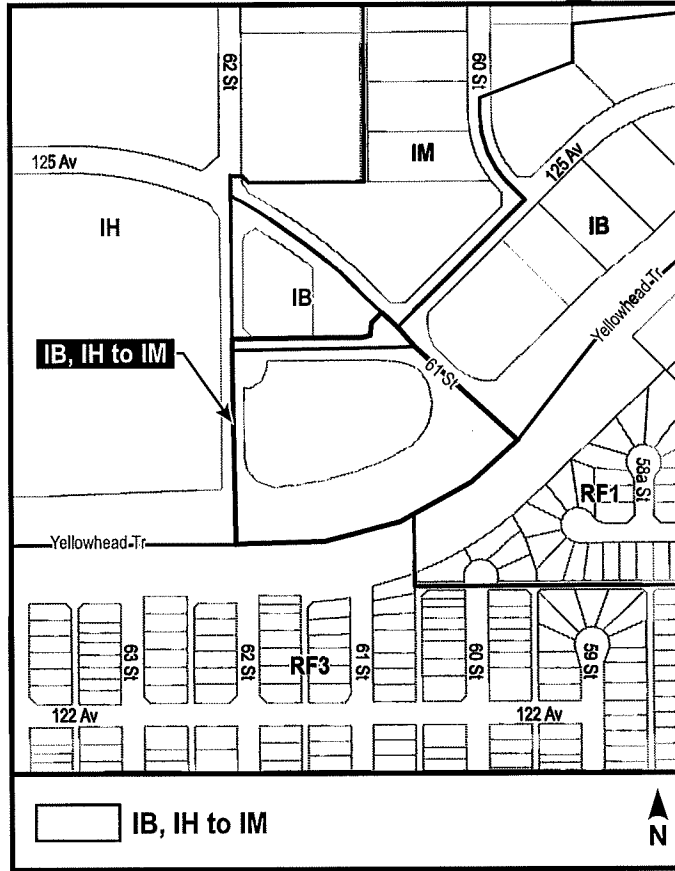 62 St
60 St
IM
125 Av
125 Av
IH
IB
IB
Yellowhead Tr
IB, IH to IM
61 St
58a St
RF1
Yellowhead Tr
63 St
62 St
RF3
61 St
60 St
59 St
122 Av
122 Av
IB, IH to IM
N